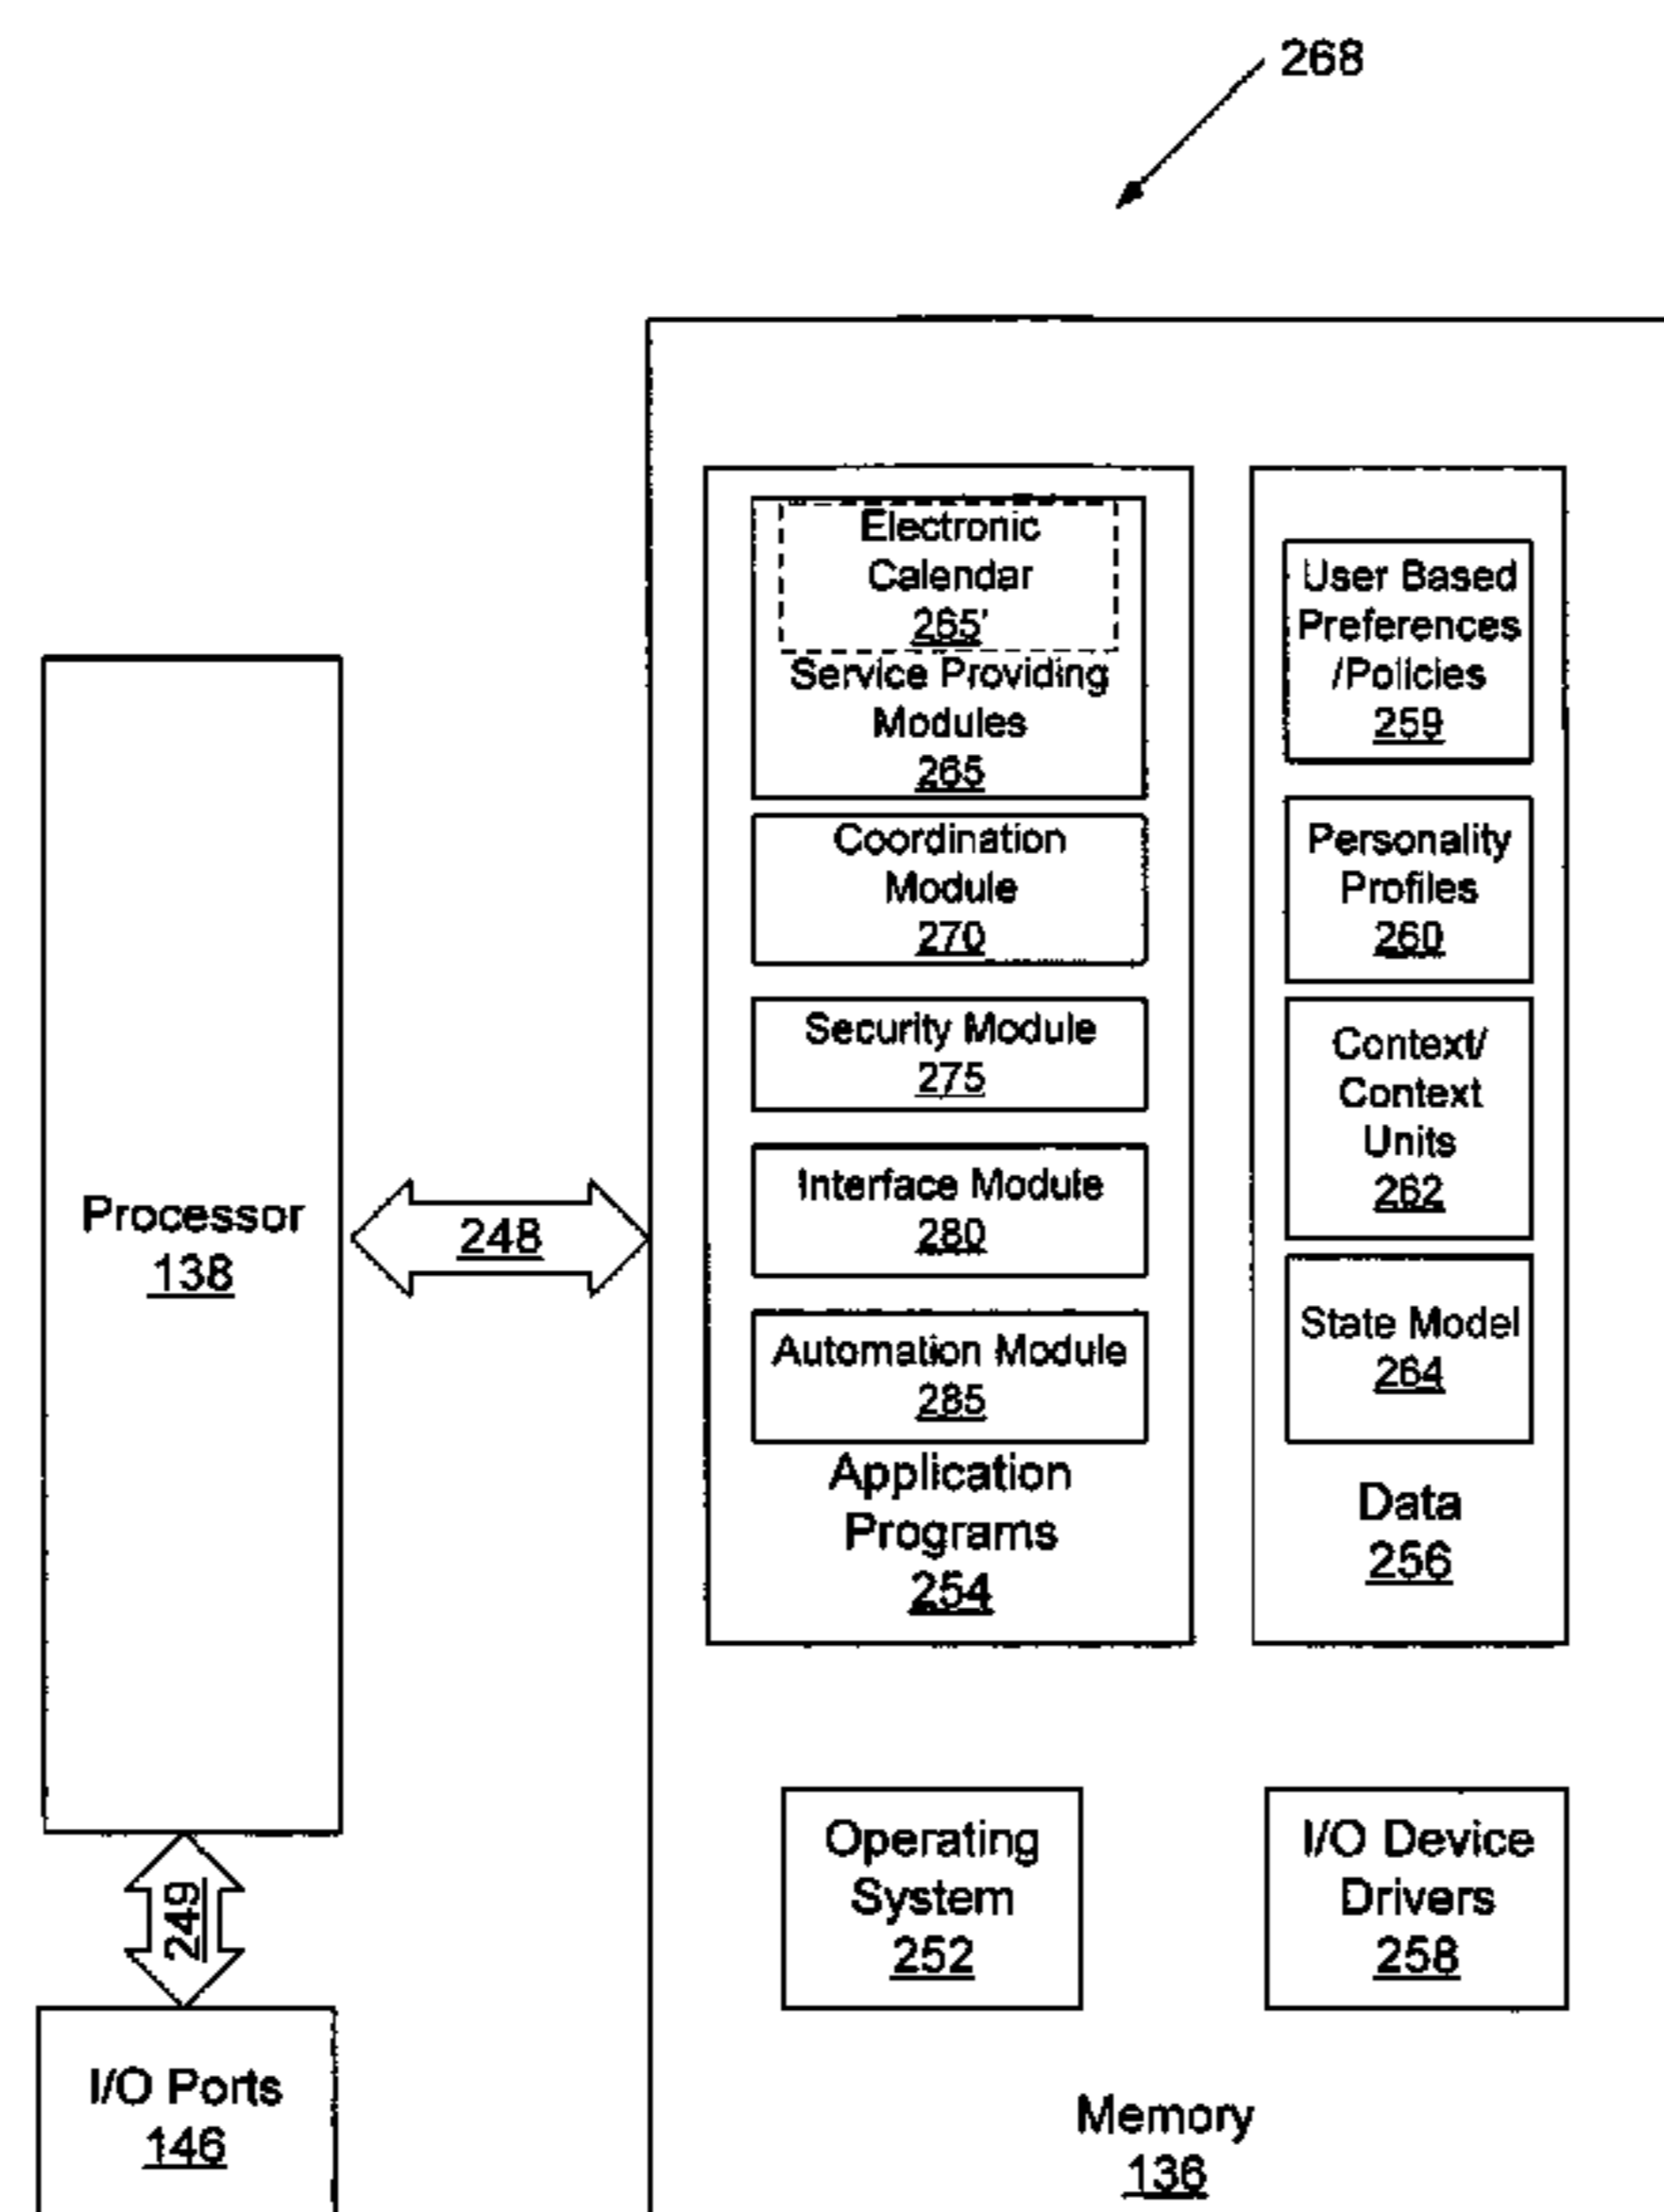 268
Electronic
Calendar
265'
Service Providing
Modules
265
Coordination
Module
270
Security Module
275
Interface Module
280
Automation Module
285
Application
Programs
254
User Based
Preferences
/Policies
259
Personality
Profiles
260
Context/
Context
Units
262
State Model
264
Data
256
Processor
138
248
249
I/O Ports
146
Operating
System
252
I/O Device
Drivers
258
Memory
136